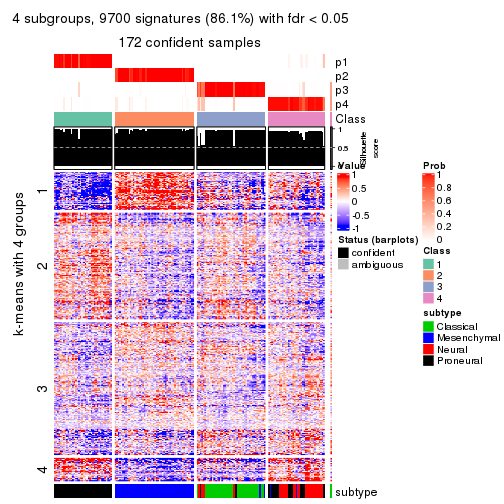 4 subgroups, 9700 signatures (86.1%) with fdr < 0.05
172 confident samples
p1
p2
p3
p4
Class
1
0.5
0
Silhouette
score
k-means with 4 groups
1
2
3
4
subtype
Value
1
0.5
0
-0.5
-1
Status (barplots)
confident
ambiguous
Prob
1
0.8
0.6
0.4
0.2
0
Class
1
2
3
4
subtype
Classical
Mesenchymal
Neural
Proneural